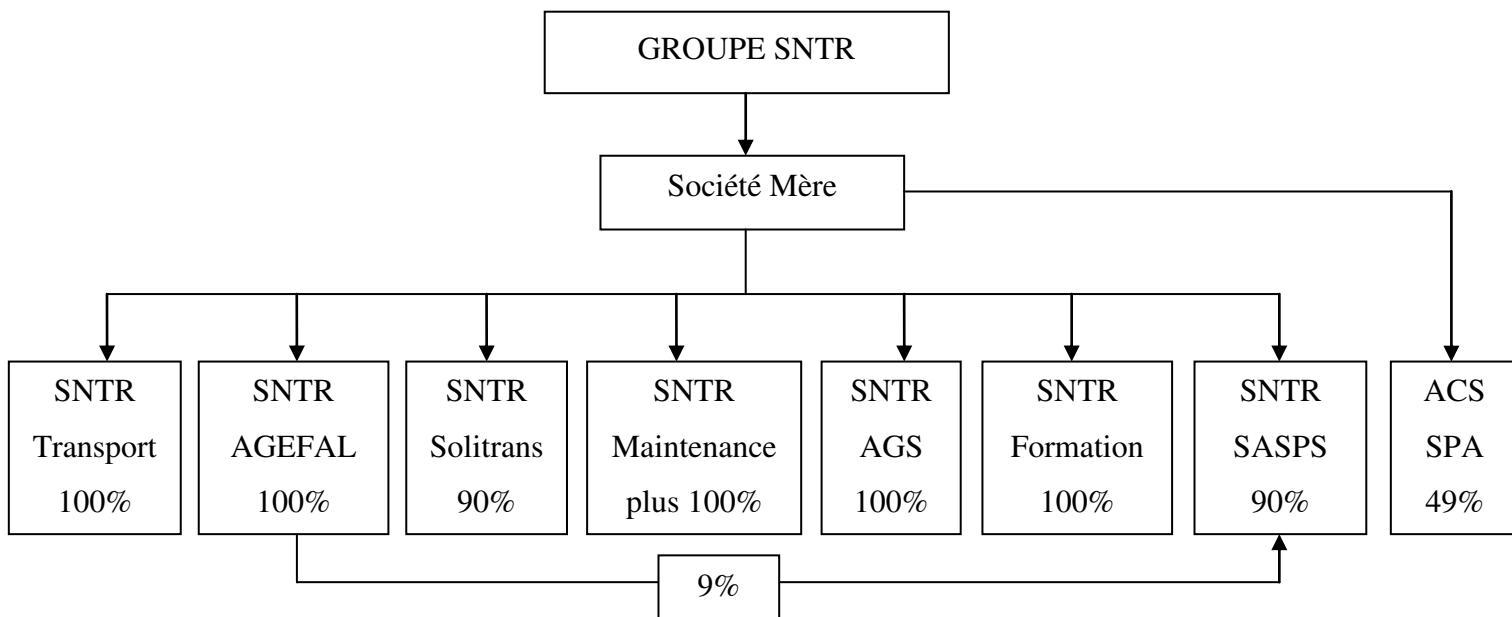 GROUPE SNTR
Société Mère
SNTR
Transport
100%
SNTR
AGEFAL
100%
SNTR
Solitrans
90%
SNTR
Maintenance
plus 100%
SNTR
AGS
100%
SNTR
Formation
100%
SNTR
SASPS
90%
ACS
SPA
49%
9%